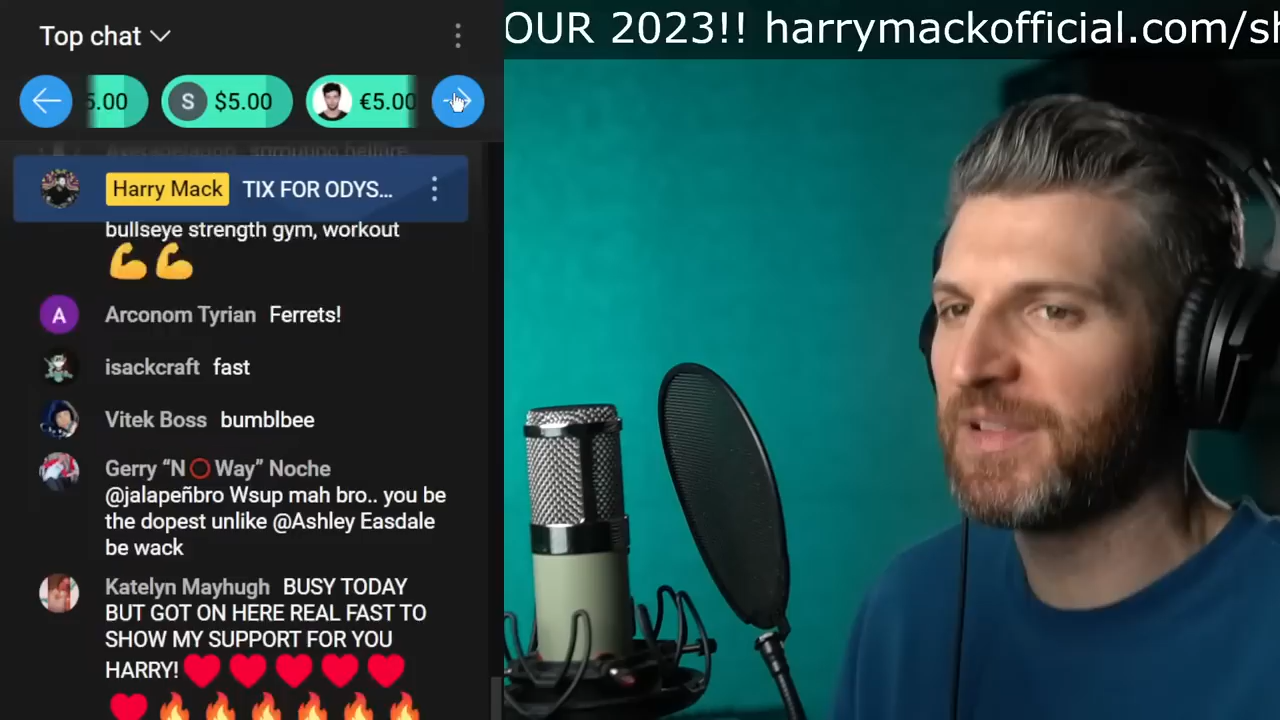 OUR 2023!! harrymackofficial.com/sh
Top chat
5.00
S $5.00
€5.00
Harry Mack TIX FOR ODYS...
bullseye strength gym, workout
💪💪
A Arconom Tyrian Ferrets!
isackcraft fast
Vitek Boss bumblbee
Gerry “N⭕Way” Noche
@jalapeñbro Wsup mah bro.. you be
the dopest unlike @Ashley Easdale
be wack
Katelyn Mayhugh BUSY TODAY
BUT GOT ON HERE REAL FAST TO
SHOW MY SUPPORT FOR YOU
HARRY!❤️❤️❤️❤️❤️
❤️🔥🔥🔥🔥🔥🔥